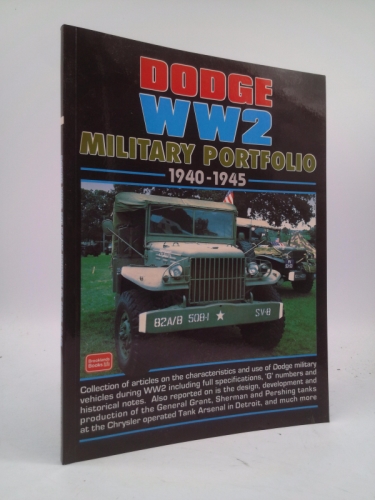 DODGE
WW2
MILITARY PORTFOLIO
1940-1945
82A/B 508-I SV-8
Brooklands
Books
Collection of articles on the characteristics and use of Dodge military
vehicles during WW2 including full specifications, 'G' numbers and
historical notes. Also reported on is the design, development and
production of the General Grant, Sherman and Pershing tanks
at the Chrysler operated Tank Arsenal in Detroit, and much more